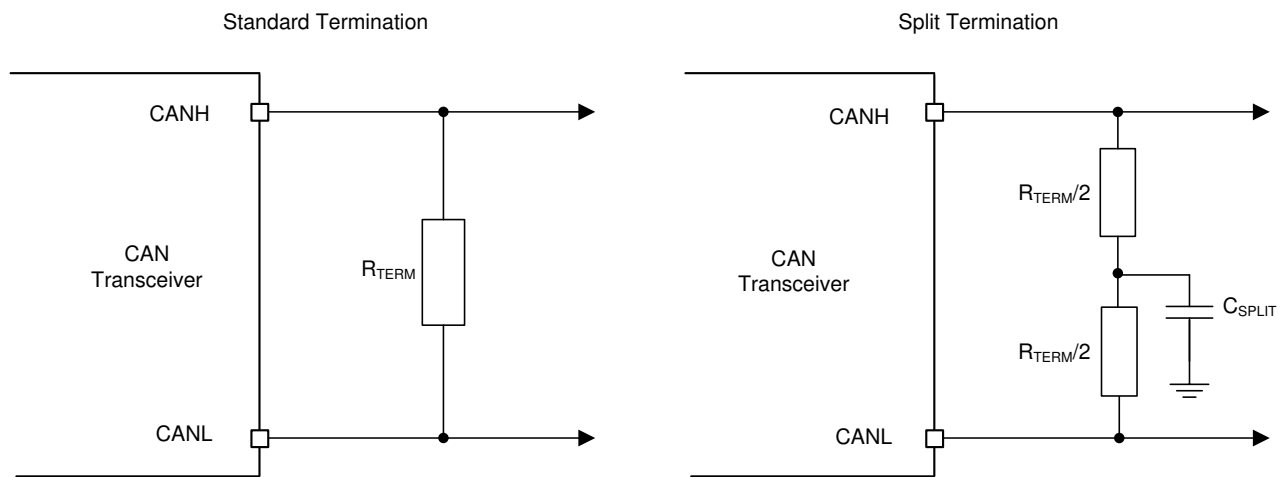 Standard Termination
CANH
CAN
Transceiver
RTERM
CANL
Split Termination
CANH
RTERM/2
CAN
Transceiver
CSPLIT
RTERM/2
CANL